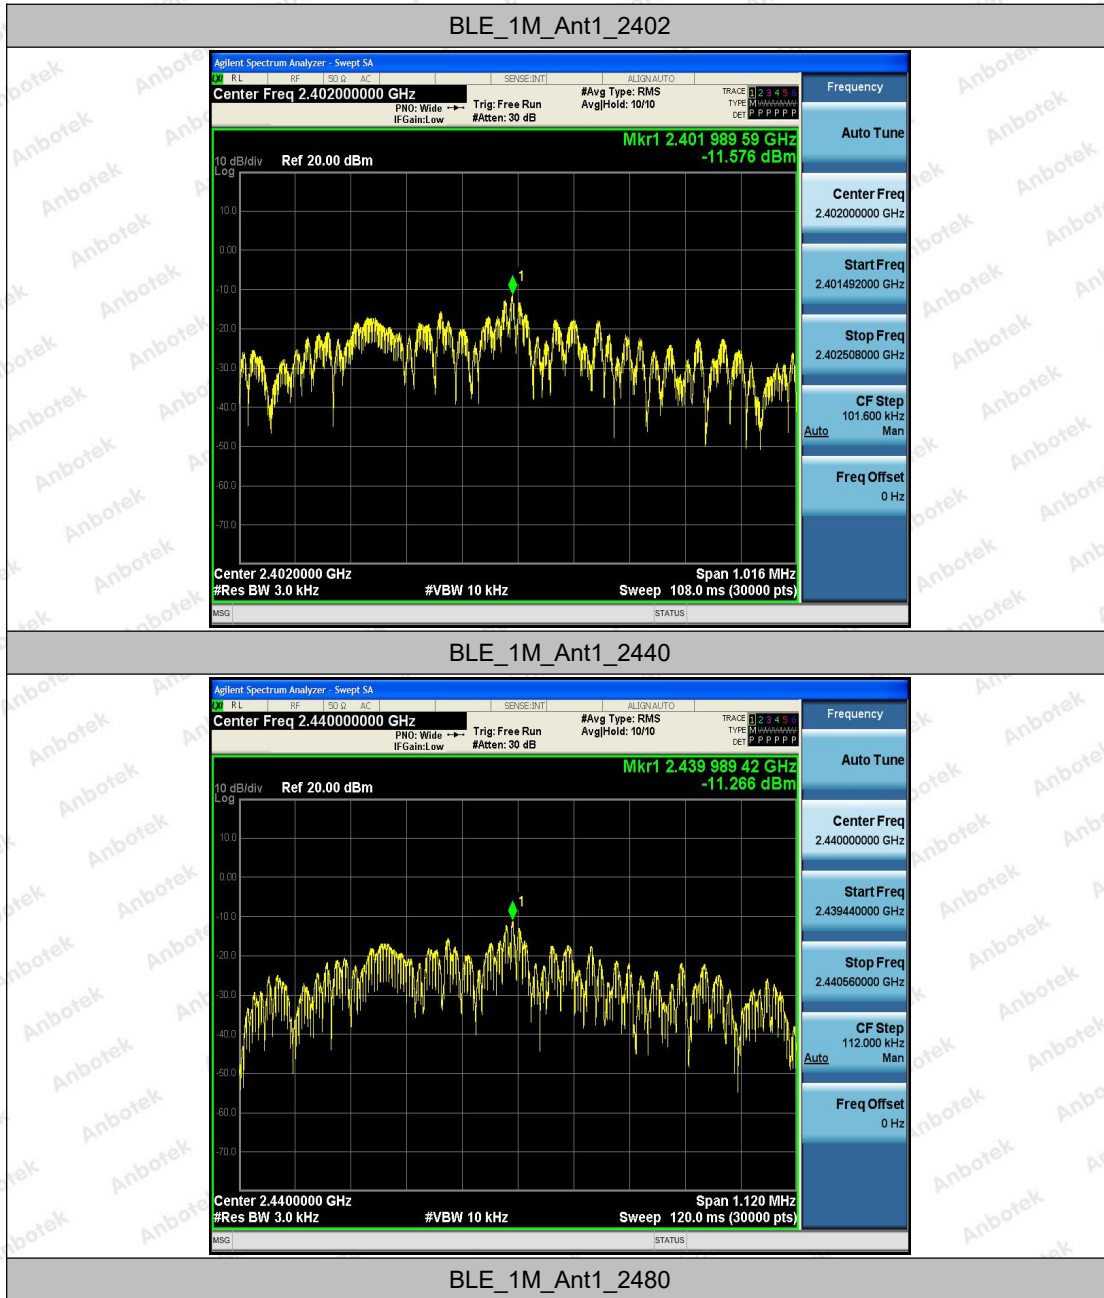 BLE_1M_Ant1_2402
Agilent Spectrum Analyzer - Swept SA
RL RF 50 Ω AC SENSE:INT ALIGN AUTO
Center Freq 2.402000000 GHz
PNO: Wide
IFGain:Low
Trig: Free Run
#Atten: 30 dB
#Avg Type: RMS
Avg|Hold: 10/10
TRACE 1 2 3 4 5 6
TYPE M WWWWW
DET P P P P P P
Mkr1 2.401 989 59 GHz
-11.576 dBm
10 dB/div
Log
Ref 20.00 dBm
1
10.0
0.00
-10.0
-20.0
-30.0
-40.0
-50.0
-60.0
-70.0
Center 2.4020000 GHz
Span 1.016 MHz
#Res BW 3.0 kHz
#VBW 10 kHz
Sweep 108.0 ms (30000 pts)
MSG
STATUS
Frequency
Auto Tune
Center Freq
2.402000000 GHz
Start Freq
2.401492000 GHz
Stop Freq
2.402508000 GHz
CF Step
101.600 kHz
Auto Man
Freq Offset
0 Hz
BLE_1M_Ant1_2440
Agilent Spectrum Analyzer - Swept SA
RL RF 50 Ω AC SENSE:INT ALIGN AUTO
Center Freq 2.440000000 GHz
PNO: Wide
IFGain:Low
Trig: Free Run
#Atten: 30 dB
#Avg Type: RMS
Avg|Hold: 10/10
TRACE 1 2 3 4 5 6
TYPE M WWWWW
DET P P P P P P
Mkr1 2.439 989 42 GHz
-11.266 dBm
10 dB/div
Log
Ref 20.00 dBm
1
10.0
0.00
-10.0
-20.0
-30.0
-40.0
-50.0
-60.0
-70.0
Center 2.4400000 GHz
Span 1.120 MHz
#Res BW 3.0 kHz
#VBW 10 kHz
Sweep 120.0 ms (30000 pts)
MSG
STATUS
Frequency
Auto Tune
Center Freq
2.440000000 GHz
Start Freq
2.439440000 GHz
Stop Freq
2.440560000 GHz
CF Step
112.000 kHz
Auto Man
Freq Offset
0 Hz
BLE_1M_Ant1_2480
Anbotek